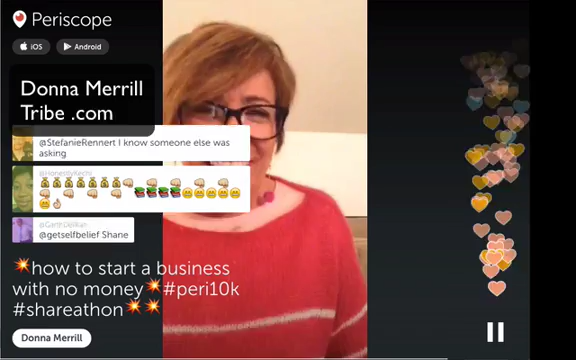 Periscope
iOS
Android
Donna Merrill
Tribe .com
@StefanieRennert I know someone else was
asking
@HonestlyKechi
@getselfbelief Shane
💥how to start a business
with no money💥#peri10k
#shareathon💥💥
Donna Merrill